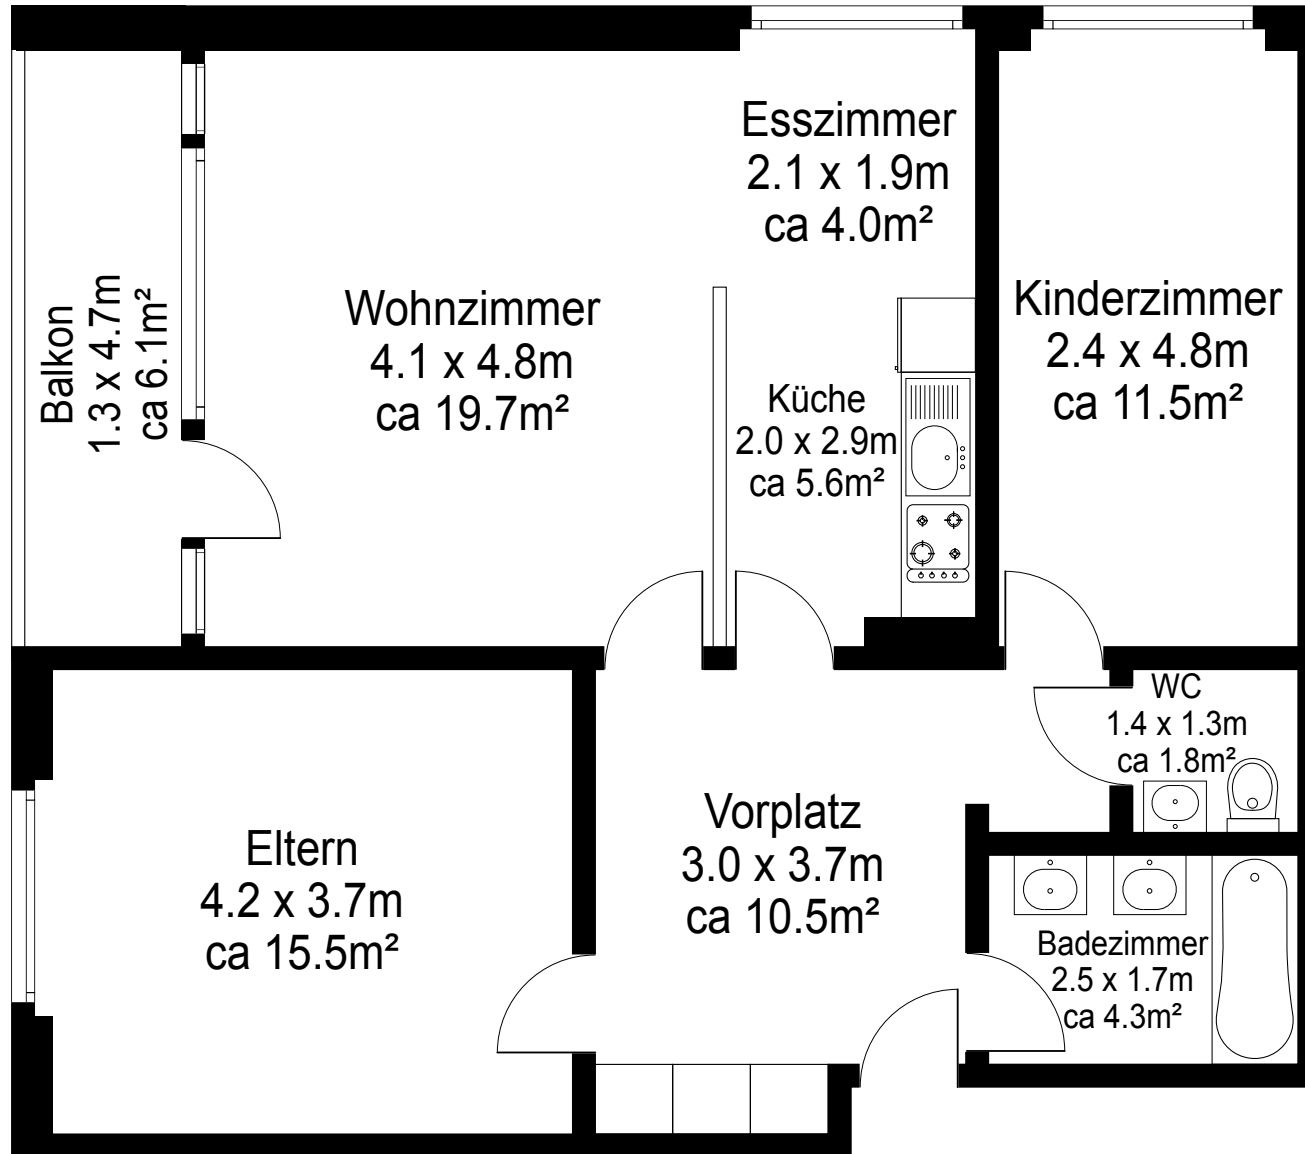 Esszimmer
2.1 x 1.9m
ca 4.0m²
Balkon
1.3 x 4.7m
ca 6.1m²
Wohnzimmer
4.1 x 4.8m
ca 19.7m²
Küche
2.0 x 2.9m
ca 5.6m²
Kinderzimmer
2.4 x 4.8m
ca 11.5m²
WC
1.4 x 1.3m
ca 1.8m²
Eltern
4.2 x 3.7m
ca 15.5m²
Vorplatz
3.0 x 3.7m
ca 10.5m²
Badezimmer
2.5 x 1.7m
ca 4.3m²